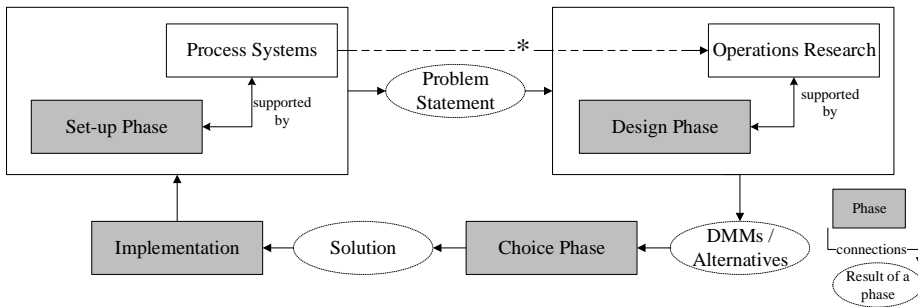 Process Systems
*
Operations Research
Problem
Statement
supported
by
supported
by
Set-up Phase
Design Phase
Phase
Implementation
Solution
Choice Phase
DMMs /
Alternatives
connections
Result of a
phase